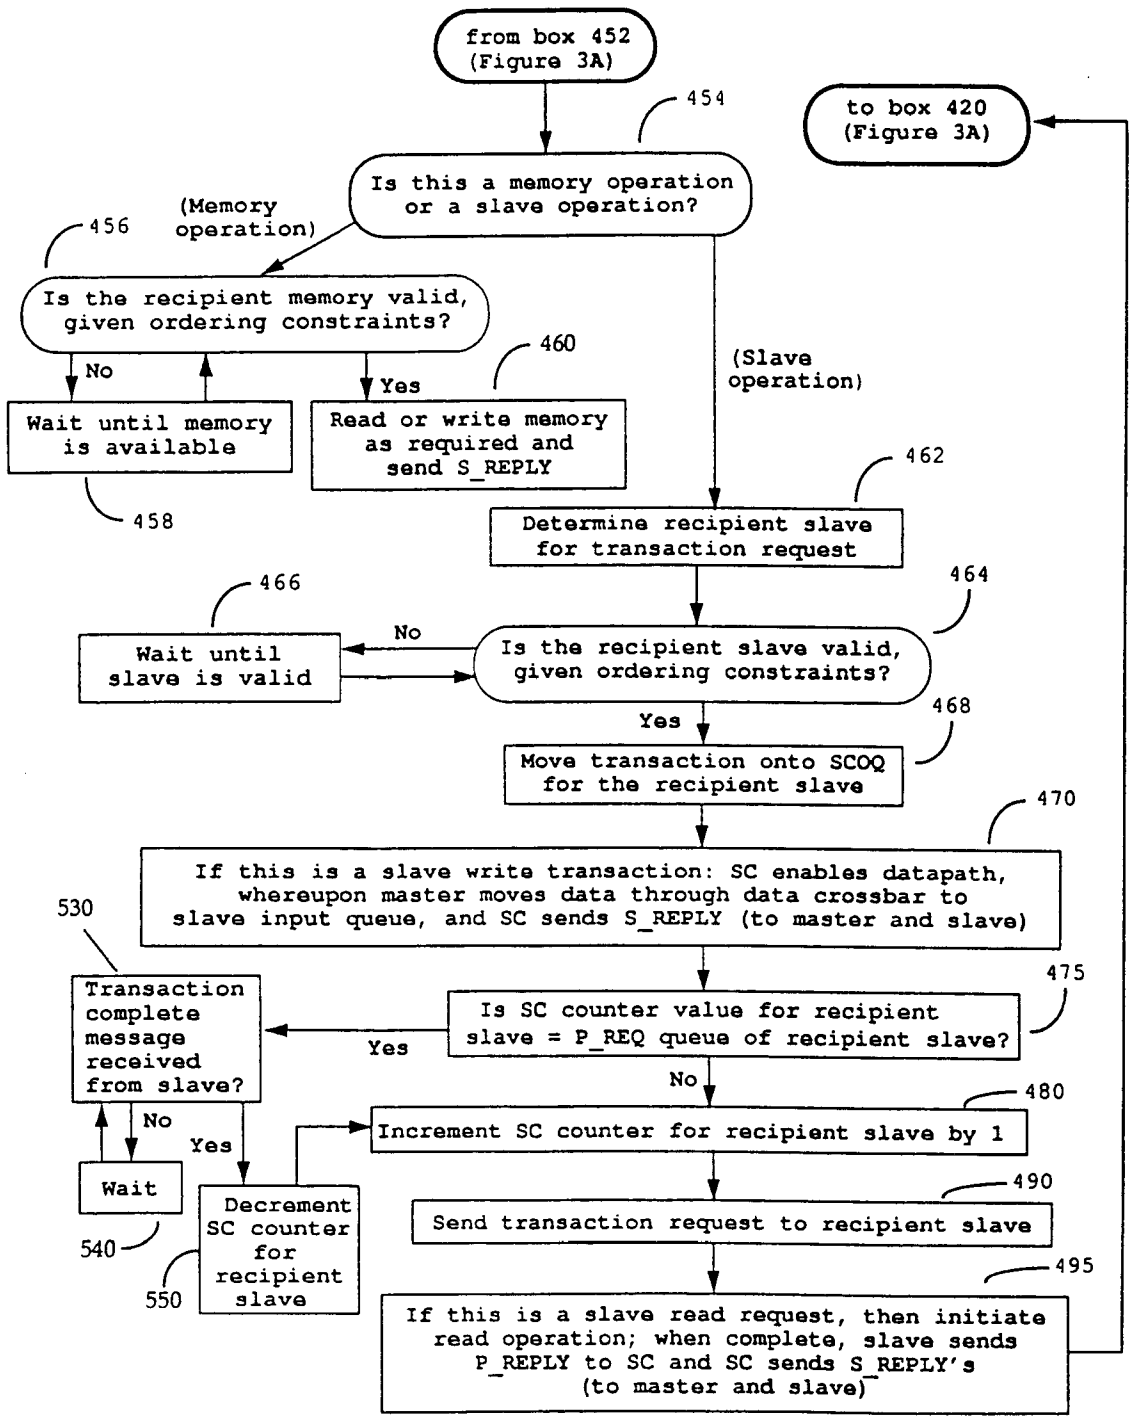 from box 452
(Figure 3A)
454
to box 420
(Figure 3A)
Is this a memory operation
or a slave operation?
(Memory
operation)
456
Is the recipient memory valid,
given ordering constraints?
460
(Slave
operation)
No
Yes
Wait until memory
is available
Read or write memory
as required and
send S_REPLY
458
462
Determine recipient slave
for transaction request
466
464
No
Wait until
slave is valid
Is the recipient slave valid,
given ordering constraints?
468
Yes
Move transaction onto SCOQ
for the recipient slave
470
If this is a slave write transaction: SC enables datapath,
whereupon master moves data through data crossbar to
slave input queue, and SC sends S_REPLY (to master and slave)
530
475
Transaction
complete
message
received
from slave?
Is SC counter value for recipient
slave = P_REQ queue of recipient slave?
Yes
No
480
No
Yes
Increment SC counter for recipient slave by 1
Wait
490
540
Decrement
SC counter
for
recipient
slave
550
Send transaction request to recipient slave
495
If this is a slave read request, then initiate
read operation; when complete, slave sends
P_REPLY to SC and SC sends S_REPLY's
(to master and slave)